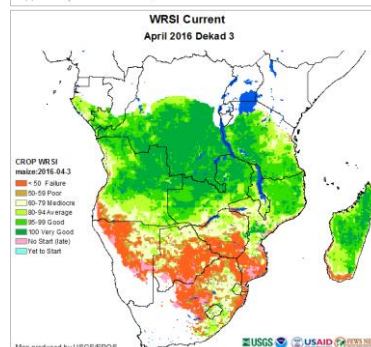 WRSI Current
April 2016 Dekad 3
CROP WRSI
maize:2016-04-3
< 50 Failure
50-59 Poor
60-79 Mediocre
80-94 Average
95-99 Good
100 Very Good
No Start (late)
Yet to Start
USGS
USAID